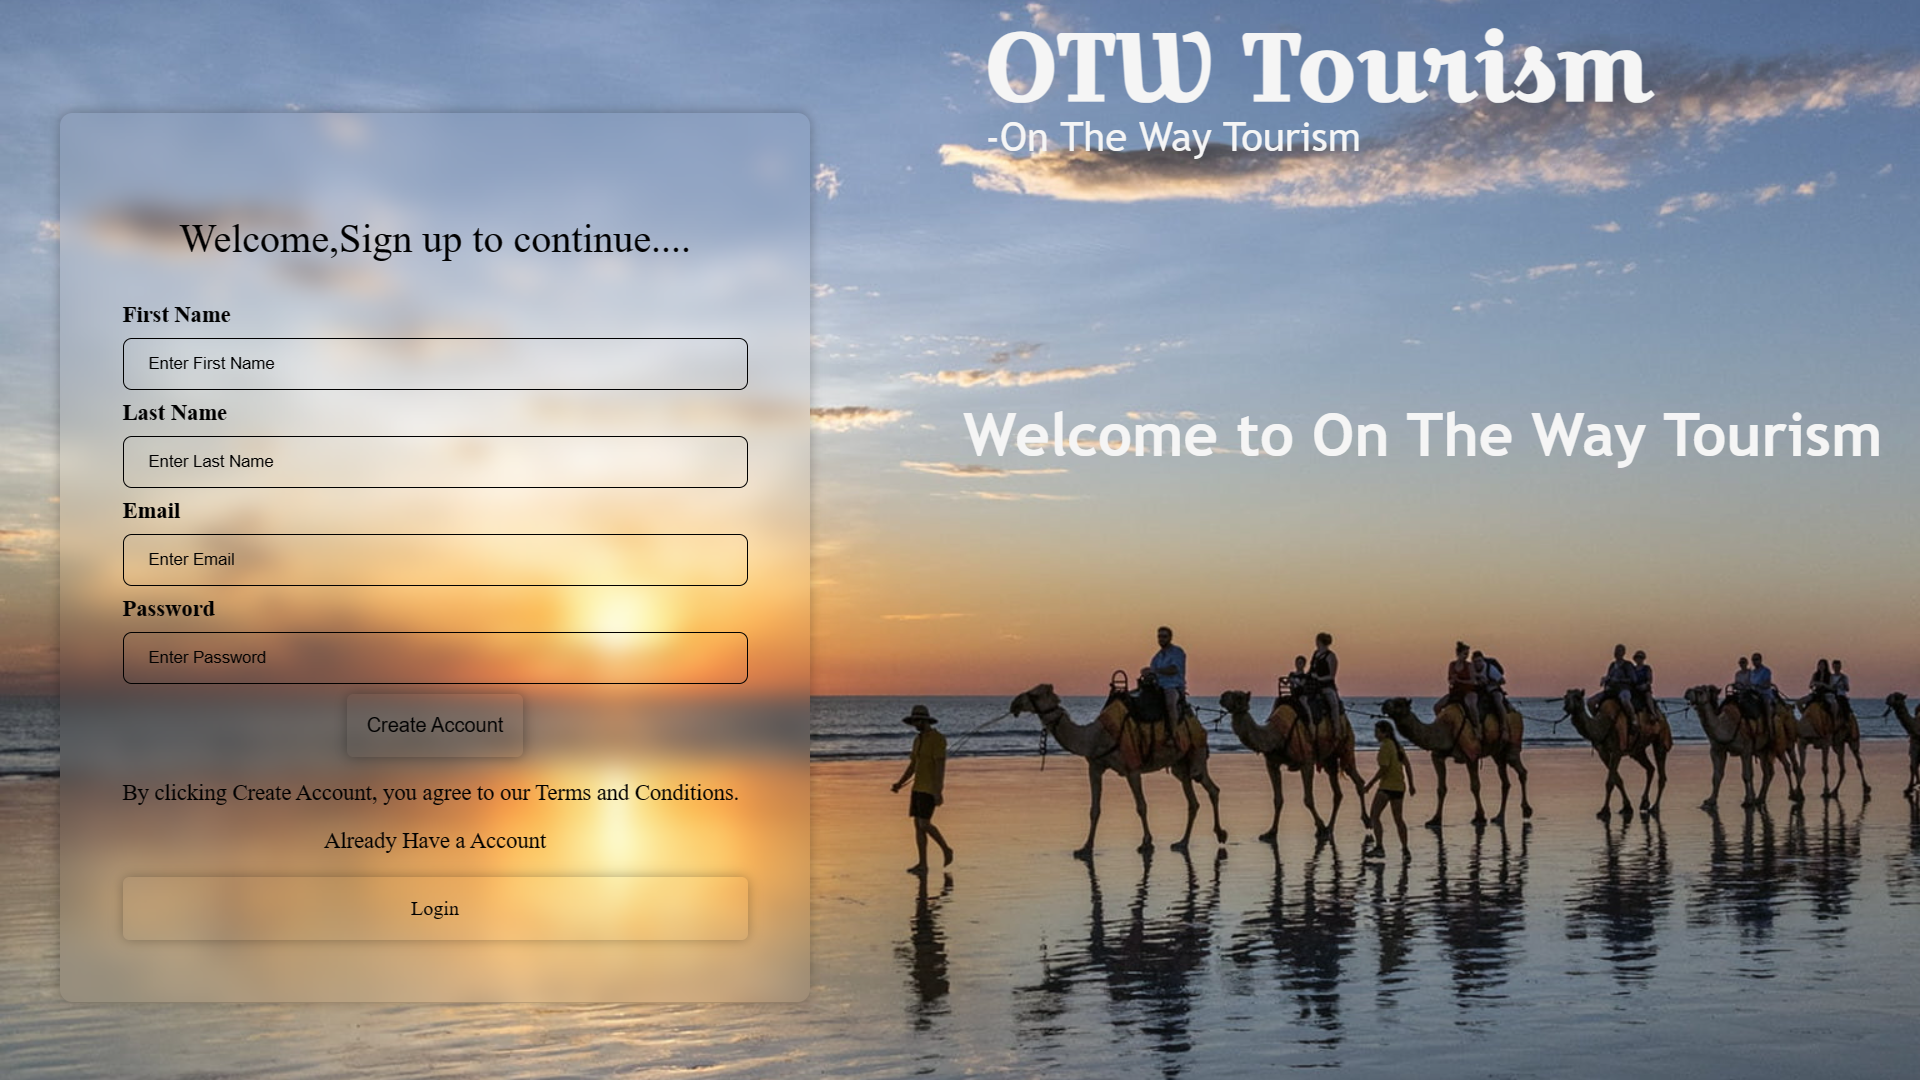 OTW Tourism
-On The Way Tourism
Welcome,Sign up to continue....
First Name
Enter First Name
Last Name
Enter Last Name
Email
Enter Email
Password
Enter Password
Create Account
By clicking Create Account, you agree to our Terms and Conditions.
Already Have a Account
Login
Welcome to On The Way Tourism